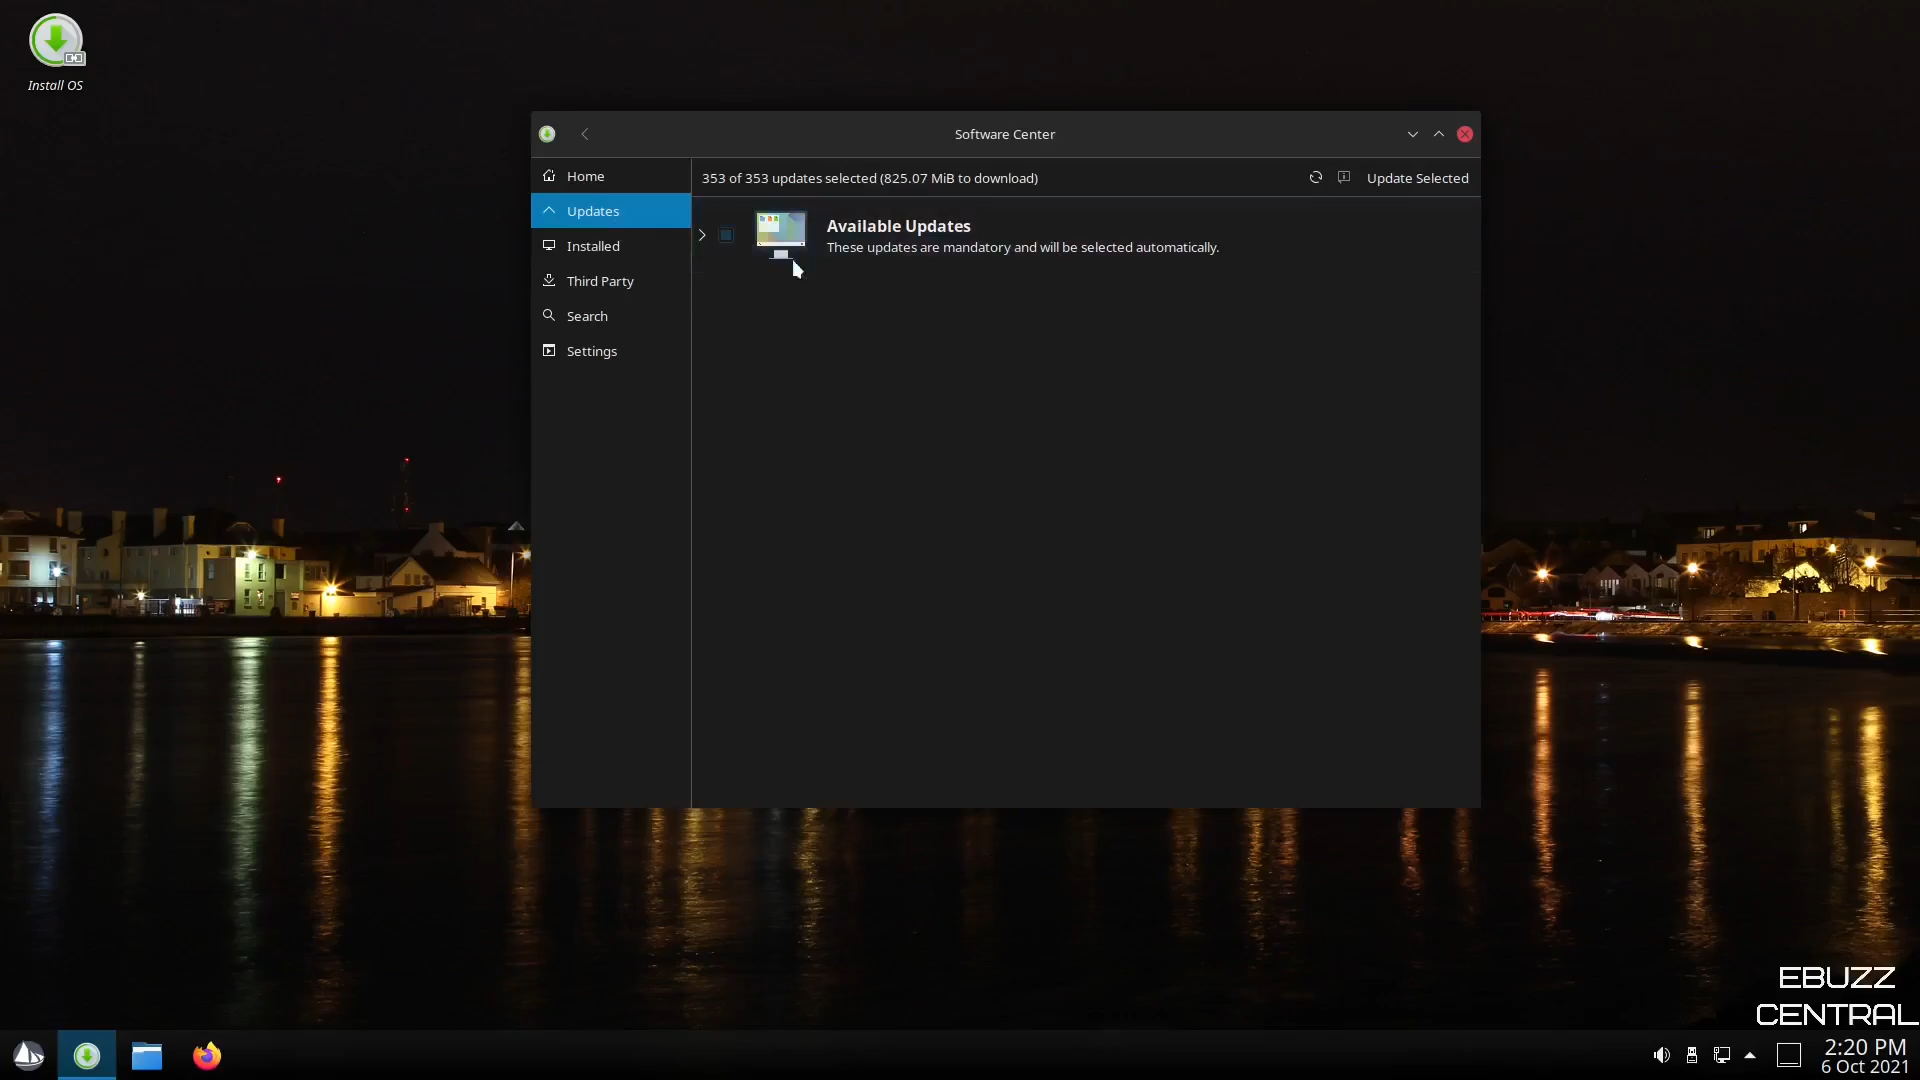 Install OS
Software Center
Home
Updates
Installed
Third Party
Search
Settings
353 of 353 updates selected (825.07 MiB to download)
Update Selected
Available Updates
These updates are mandatory and will be selected automatically.
EBUZZ
CENTRAL
2:20 PM
6 Oct 2021